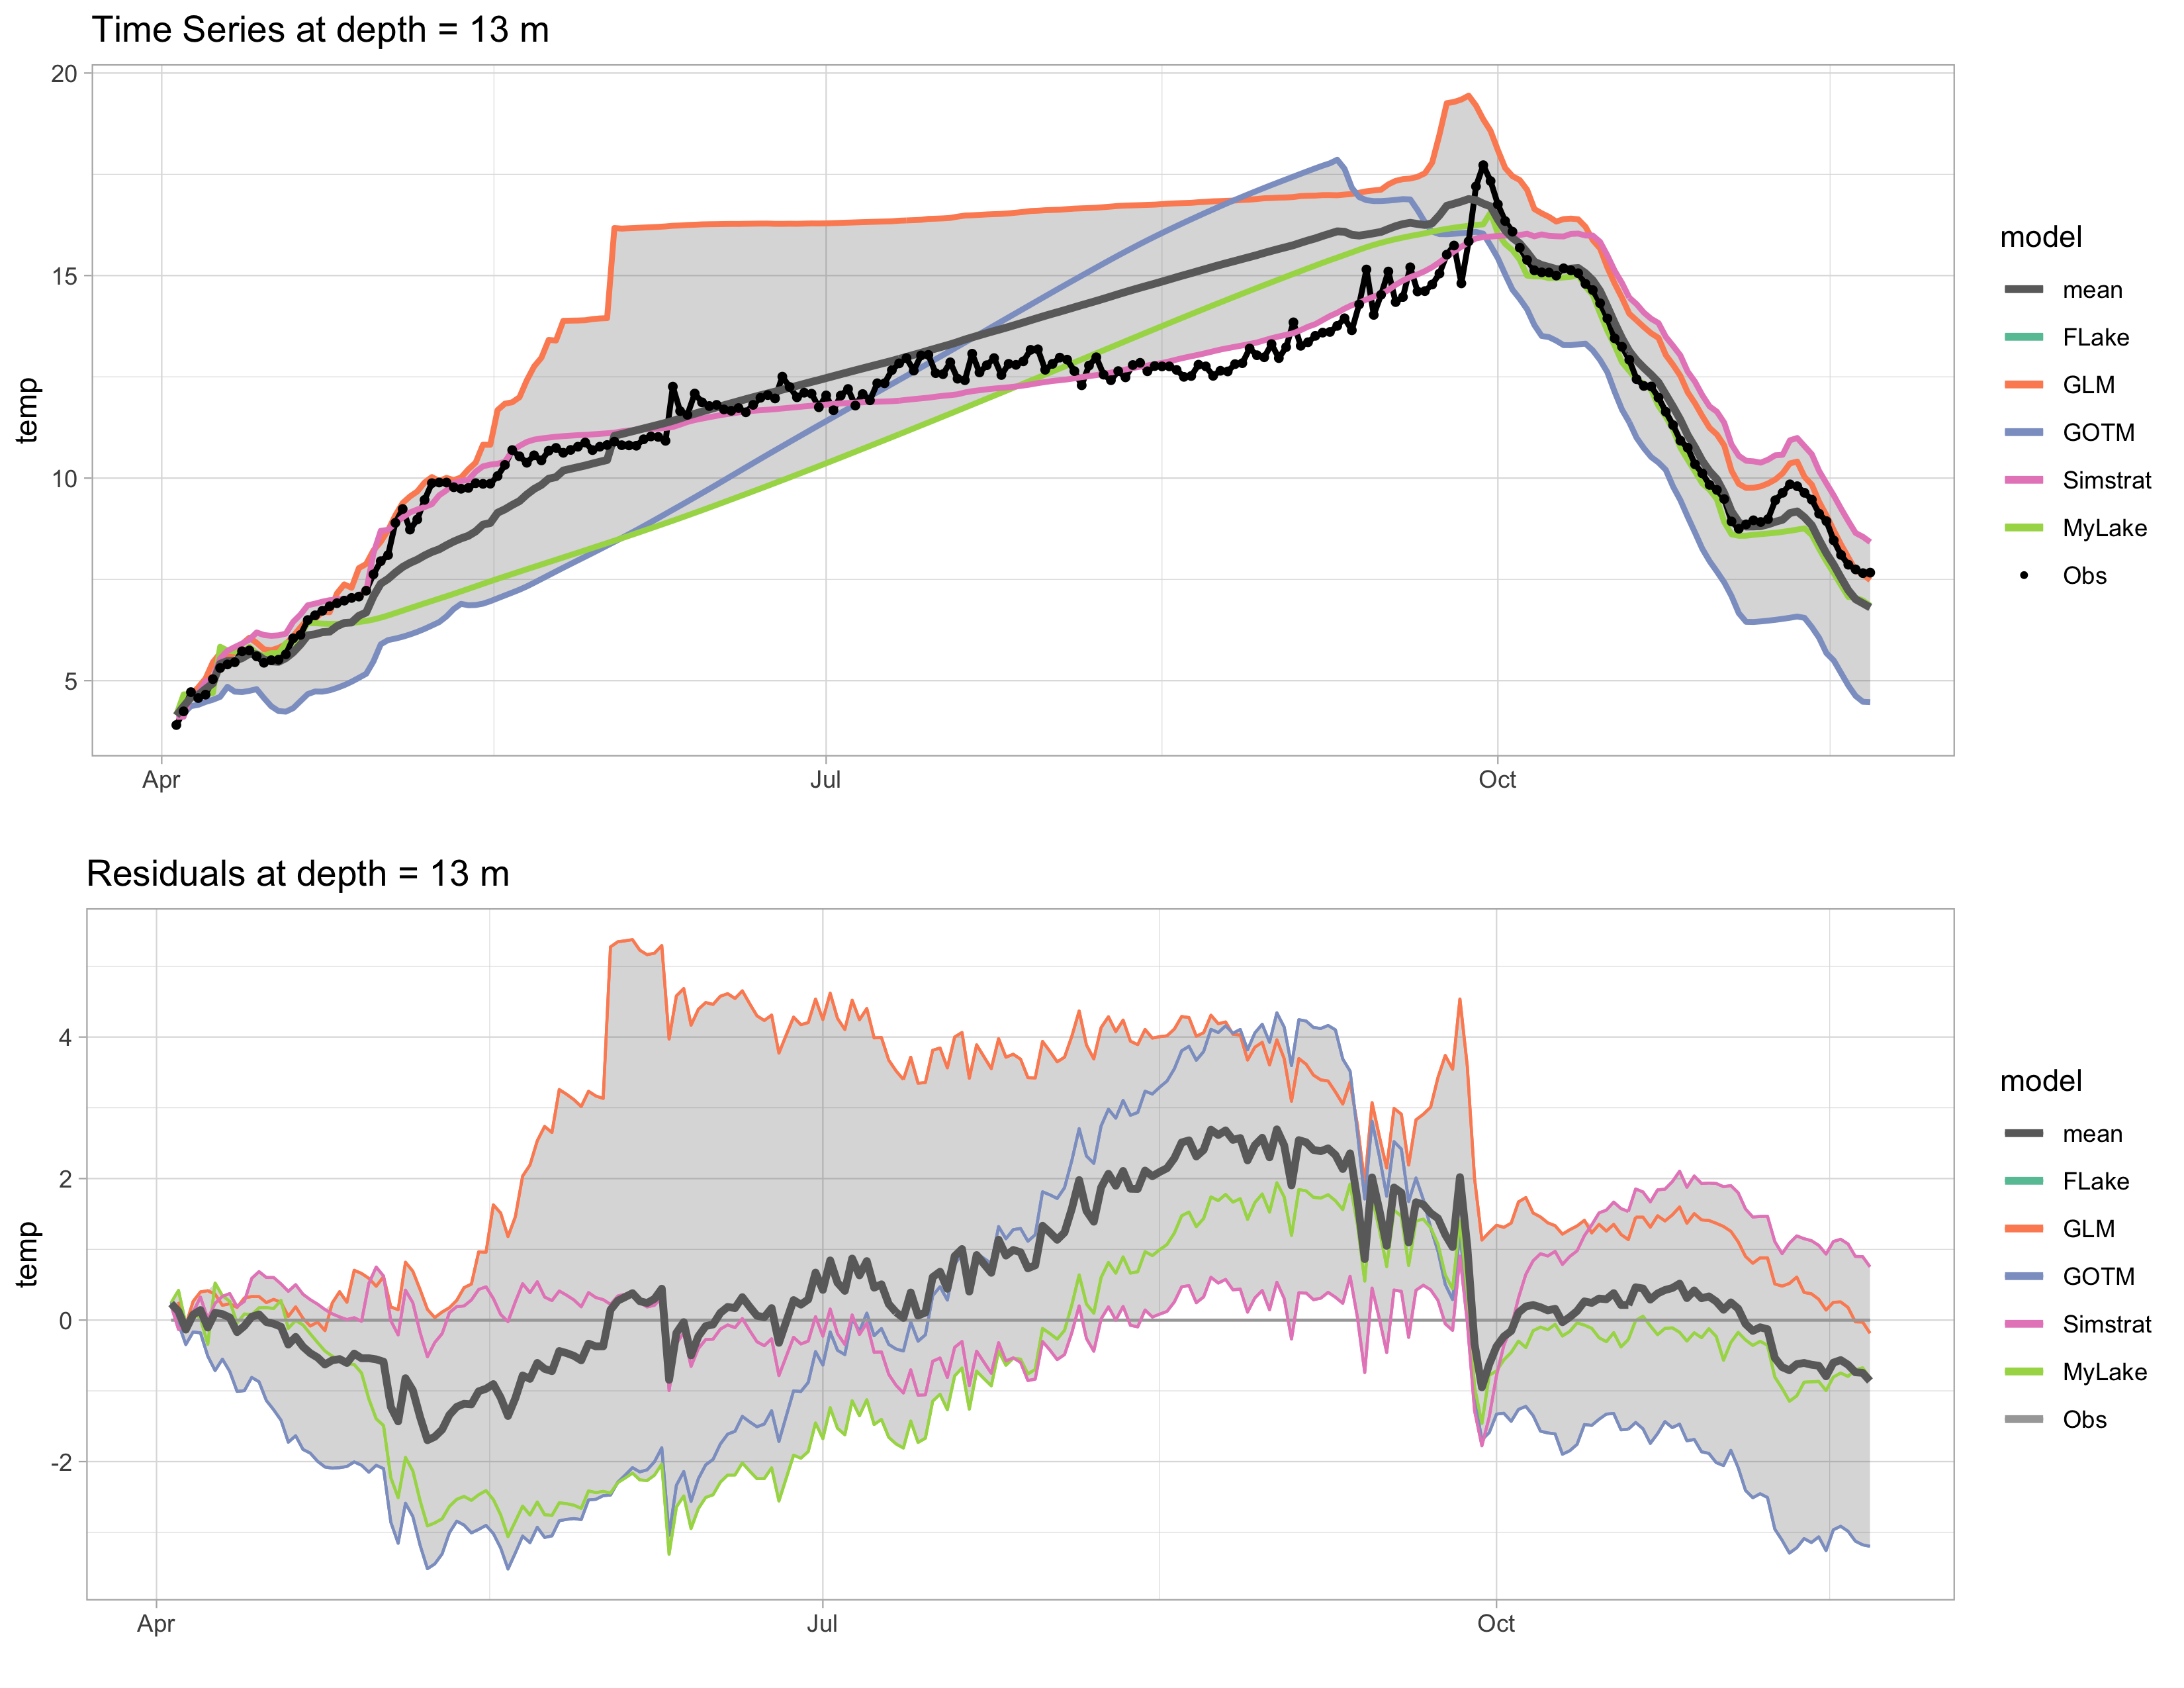 Time Series at depth = 13 m
temp
20
15
10
5
Apr
Jul
Oct
model
mean
FLake
GLM
GOTM
Simstrat
MyLake
Obs
Residuals at depth = 13 m
temp
4
2
0
-2
Apr
Jul
Oct
model
mean
FLake
GLM
GOTM
Simstrat
MyLake
Obs